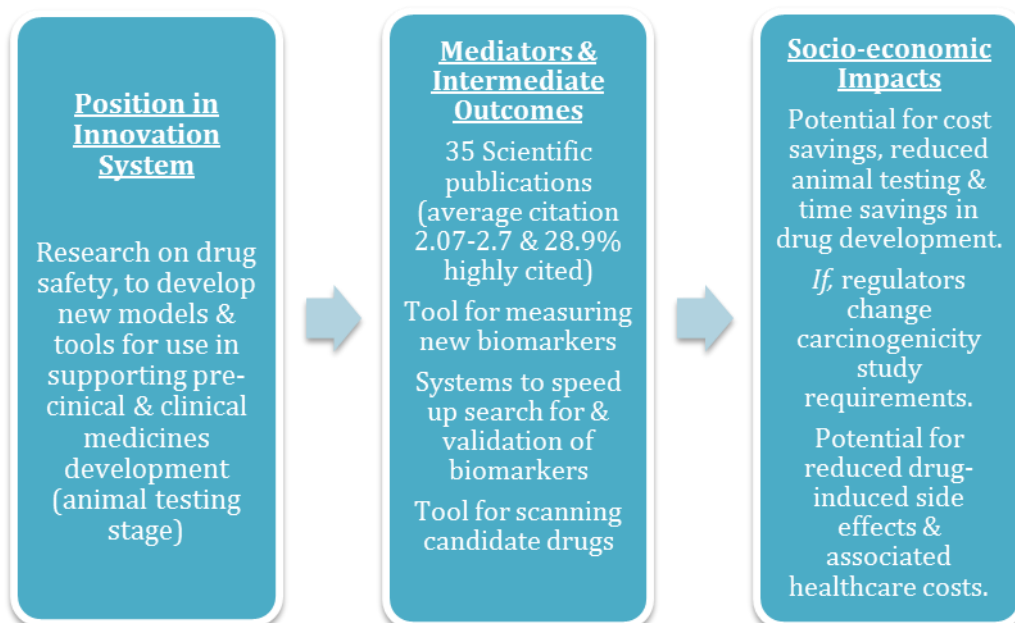 Position in
Innovation
System
Research on drug
safety, to develop
new models &
tools for use in
supporting pre-
cinical & clinical
medicines
development
(animal testing
stage)
Mediators &
Intermediate
Outcomes
35 Scientific
publications
(average citation
2.07-2.7 & 28.9%
highly cited)
Tool for measuring
new biomarkers
Systems to speed
up search for &
validation of
biomarkers
Tool for scanning
candidate drugs
Socio-economic
Impacts
Potential for cost
savings, reduced
animal testing &
time savings in
drug development.
If, regulators
change
carcinogenicity
study
requirements.
Potential for
reduced drug-
induced side
effects &
associated
healthcare costs.